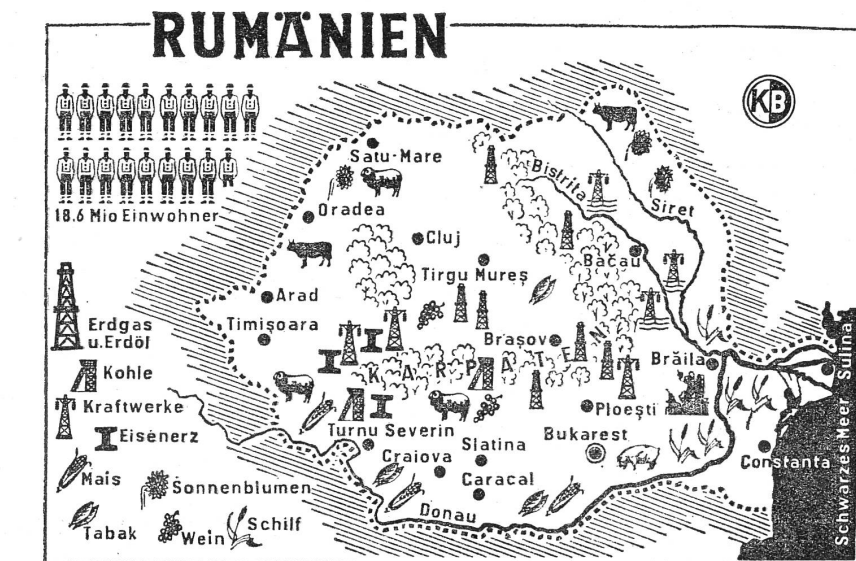 RUMÄNIEN
KB
18.6 Mio Einwohner
Satu-Mare
Bistrita
Siret
Oradea
Cluj
Bacau
Tirgu Mureş
Arad
Timişoara
Braşov
Brăila
Sulina
KARPATEN
Erdgas
u.Erdöl
Kohle
Kraftwerke
Eisenerz
Mais
Sonnenblumen
Tabak
Wein
Schilf
Ploeşti
Turnu Severin
Bukarest
Slatina
Craiova
Caracal
Constanta
Donau
Schwarzes Meer